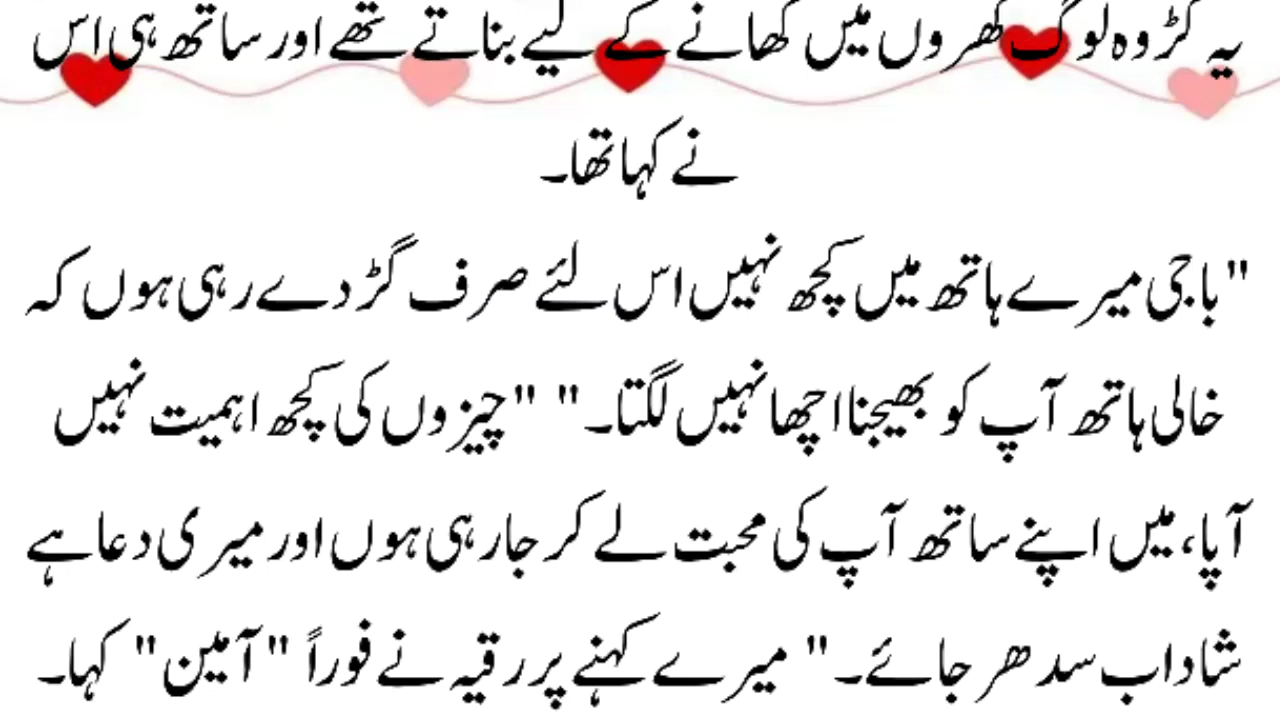 یہ گڑ وہ لوگ گھروں میں کھانے کے لیے بناتے تھے اور ساتھ ہی اس
نے کہا تھا۔
"باجی میرے ہاتھ میں کچھ نہیں اس لئے صرف گڑ دے رہی ہوں کہ
خالی ہاتھ آپ کو بھیجنا اچھا نہیں لگتا۔" "چیزوں کی کچھ اہمیت نہیں
آپا، میں اپنے ساتھ آپ کی محبت لے کر جا رہی ہوں اور میری دعا ہے
شاداب سدھر جائے۔" میرے کہنے پر رقیہ نے فوراً "آمین" کہا۔